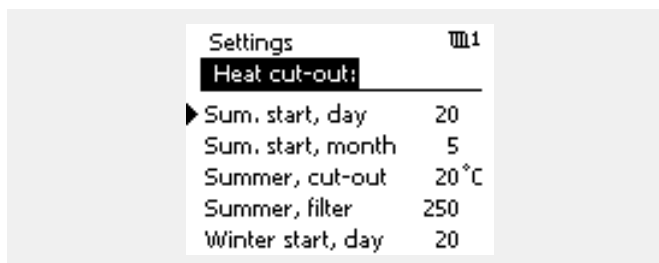 Settings 1
Heat cut-out:
Sum. start, day 20
Sum. start, month 5
Summer, cut-out 20°C
Summer, filter 250
Winter start, day 20